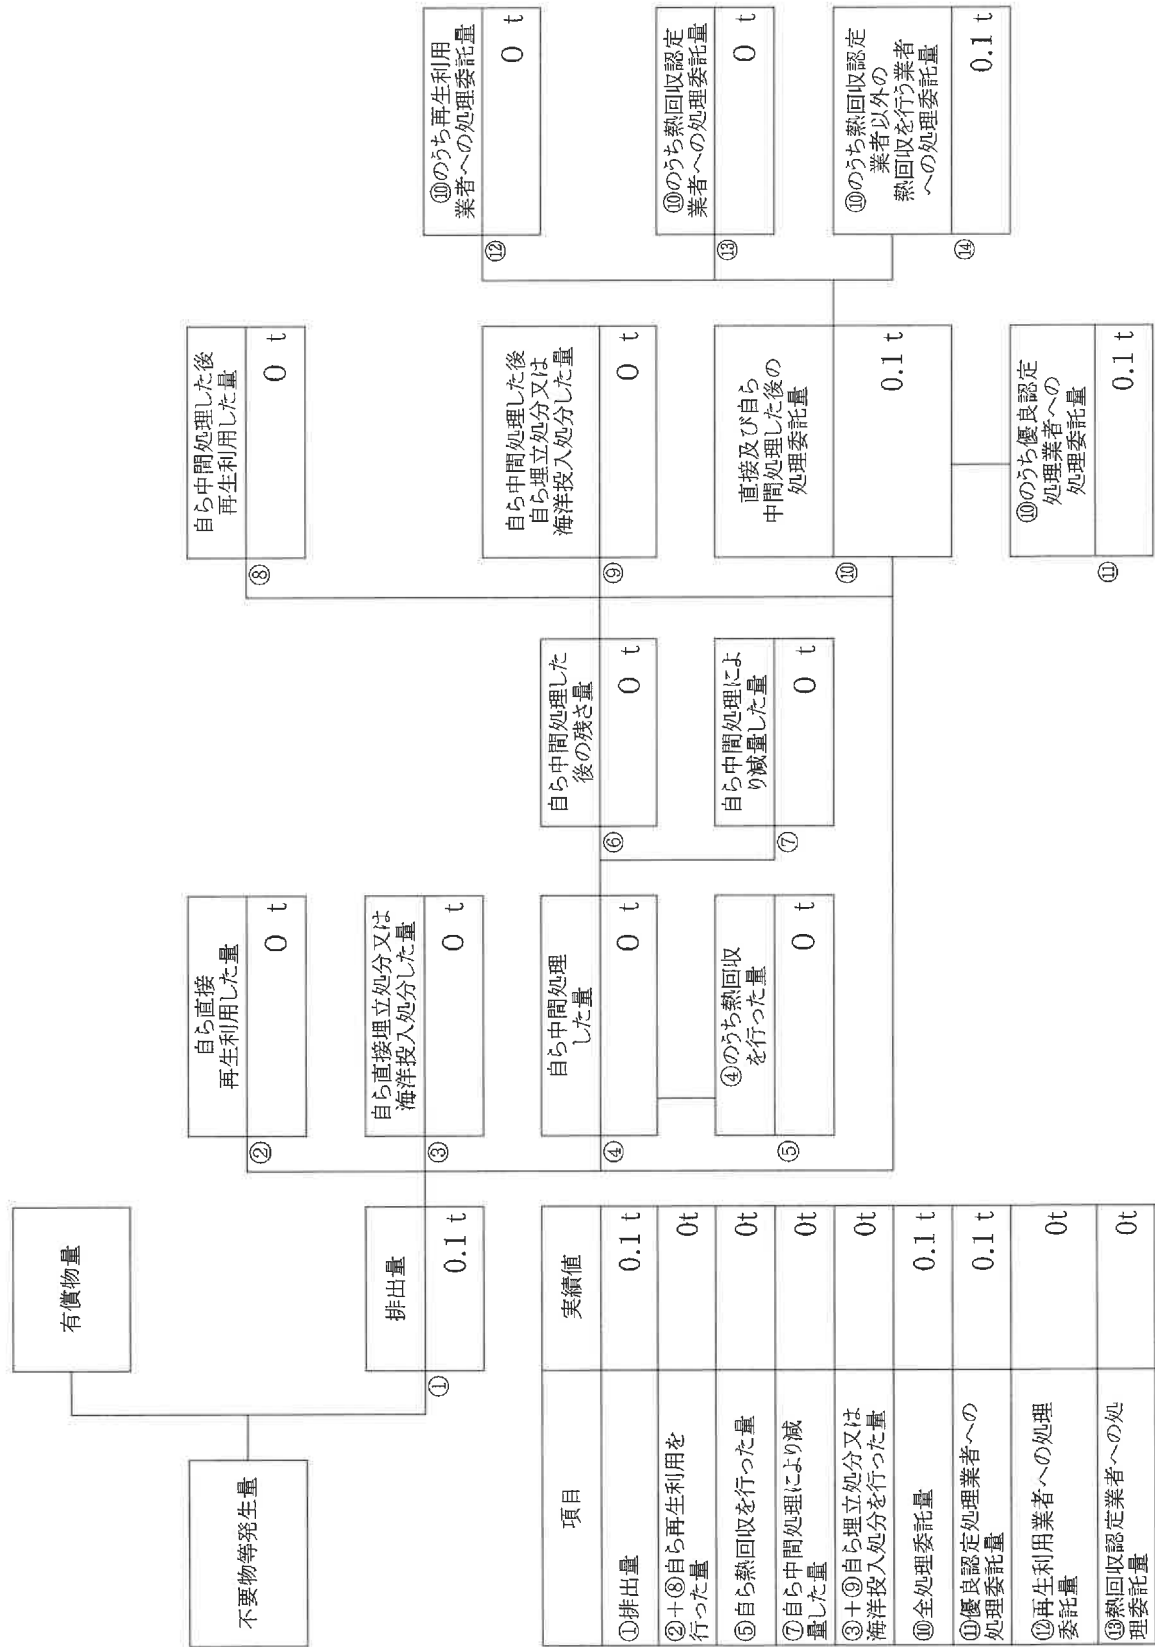 有償物量
不要物等発生量
排出量
①
0.1 t
自ら直接
再生利用した量
②
0 t
自ら直接埋立処分又は
海洋投入処分した量
③
0 t
自ら中間処理
した量
④
0 t
④のうち熱回収
を行った量
⑤
0 t
自ら中間処理した
後の残さ量
⑥
0 t
自ら中間処理によ
り減量した量
⑦
0 t
自ら中間処理した後
再生利用した量
⑧
0 t
自ら中間処理した後
自ら埋立処分又は
海洋投入処分した量
⑨
0 t
直接及び自ら
中間処理した後の
処理委託量
⑩
0.1 t
⑩のうち優良認定
処理業者への
処理委託量
⑪
0.1 t
⑩のうち再生利用
業者への処理委託量
⑫
0 t
⑩のうち熱回収認定
業者への処理委託量
⑬
0 t
⑩のうち熱回収認定
業者以外の
熱回収を行う業者
への処理委託量
⑭
0.1 t
項目 実績値
①排出量 0.1 t
②+⑧自ら再生利用を
行った量 0t
⑤自ら熱回収を行った量 0t
⑦自ら中間処理により減
量した量 0t
③+⑨自ら埋立処分又は
海洋投入処分を行った量 0t
⑩全処理委託量 0.1 t
⑪優良認定処理業者への
処理委託量 0.1 t
⑫再生利用業者への処理
委託量 0t
⑬熱回収認定業者への処
理委託量 0t